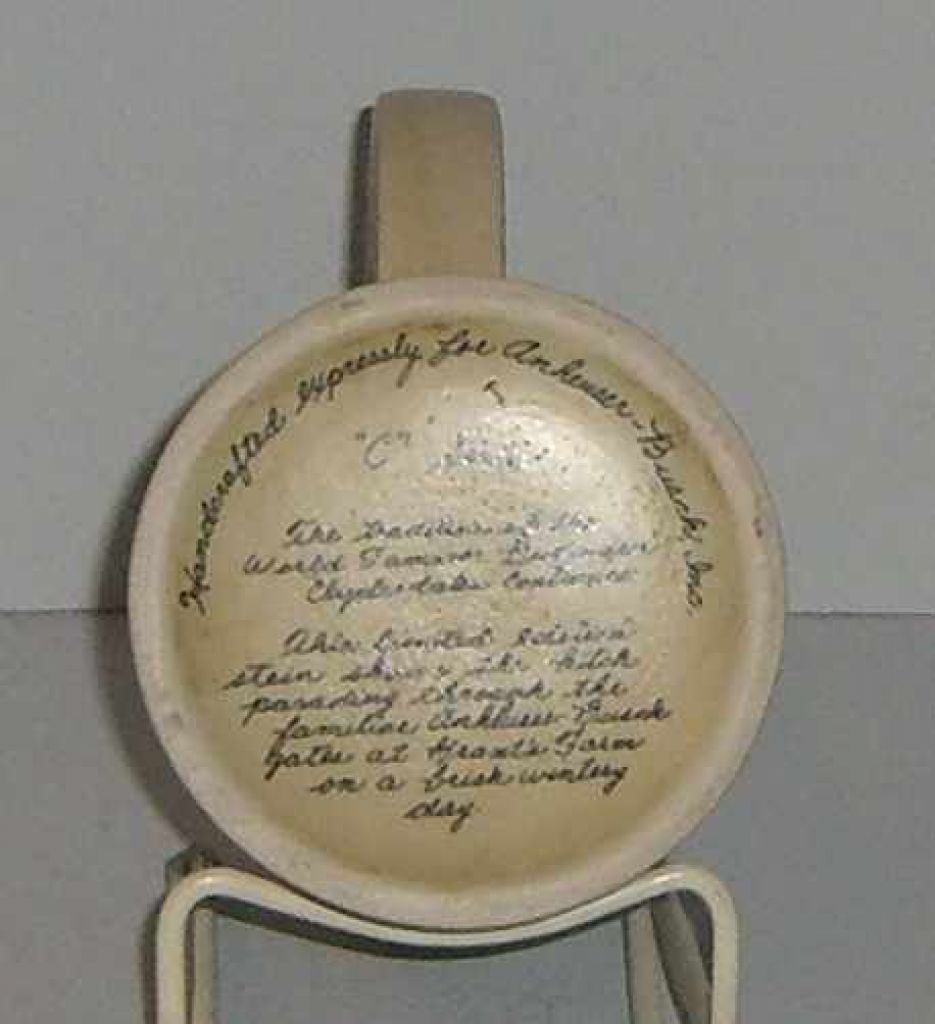 Handcrafted expressly for Anheuser-Busch, Inc
"C"
The tradition of the
World Famous Budweiser
Clydesdales Continues
This limited edition
stein shows the hitch
parading through the
familiar Anheuser-Busch
gates at Grant's Farm
on a brisk wintery
day